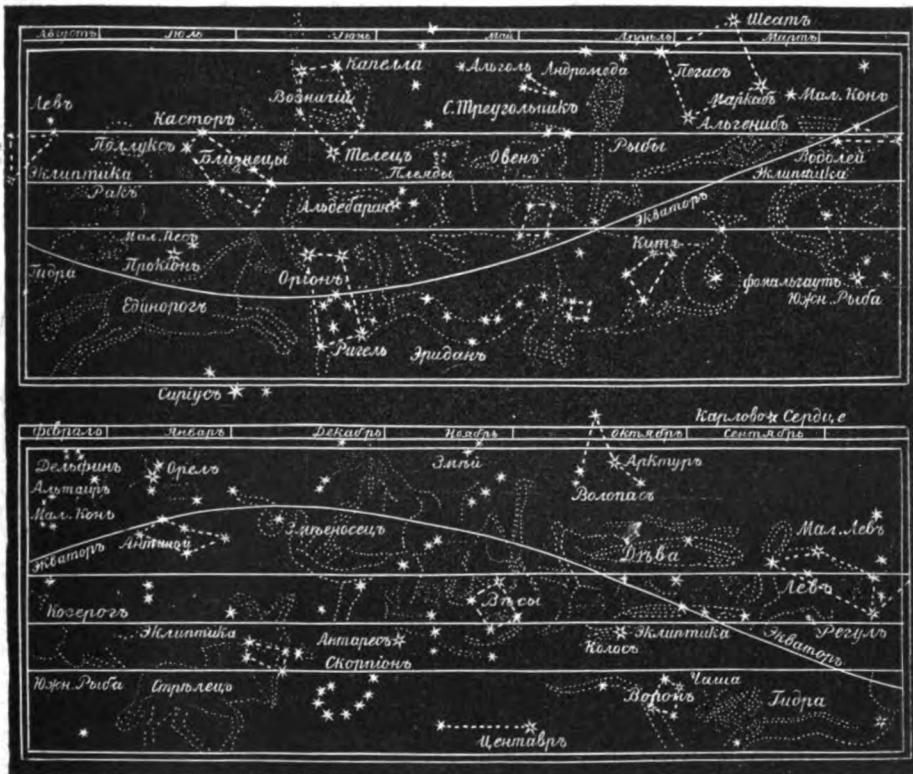 Шеатъ
Августъ Іюль Іюнь Май Апрѣль Мартъ
Капелла Альголь Андромеда Пегасъ
Возничій С. Треугольникъ Маркабъ Мал. Конь
Левъ Касторъ Альгенибъ
Поллуксъ Близнецы Телецъ Овенъ Рыбы Водолей
Эклиптика Плеяды Эклиптика
Ракъ Альдебаранъ Экваторъ
Мал. Песъ Китъ
Гидра Прокіонъ Оріонъ Фомальгаутъ
Единорогъ Южн. Рыба
Ригель Эриданъ
Сиріусъ
Карлово Сердце
Январь Декабрь Ноябрь Октябрь Сентябрь
Дельфинъ Орелъ Змѣй Арктуръ
Альтаиръ Волопасъ
Мал. Конь Змѣеносецъ Мал. Левъ
Экваторъ Антиной Дѣва
Козерогъ Вѣсы Левъ
Эклиптика Антаресъ Эклиптика Экваторъ Регулъ
Скорпіонъ Колосъ
Южн. Рыба Стрѣлецъ Чаша
Воронъ Гидра
Центавръ